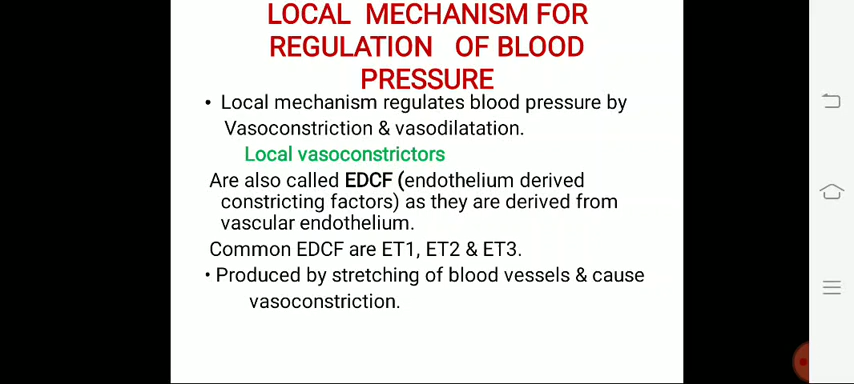 LOCAL MECHANISM FOR
REGULATION OF BLOOD
PRESSURE
• Local mechanism regulates blood pressure by
Vasoconstriction & vasodilatation.
Local vasoconstrictors
Are also called EDCF (endothelium derived
constricting factors) as they are derived from
vascular endothelium.
Common EDCF are ET1, ET2 & ET3.
• Produced by stretching of blood vessels & cause
vasoconstriction.